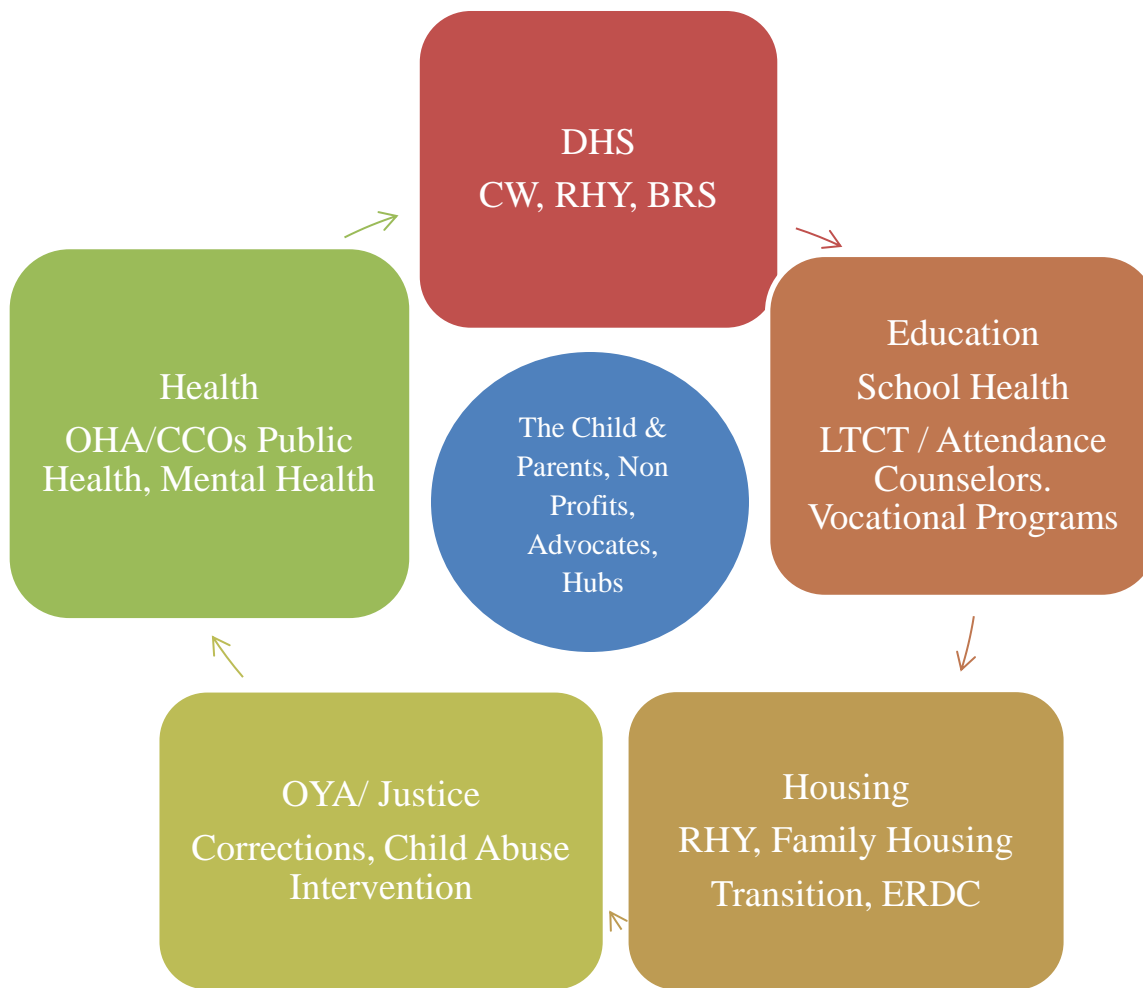 DHS
CW, RHY, BRS
Education
School Health
LTCT / Attendance
Counselors.
Vocational Programs
Housing
RHY, Family Housing
Transition, ERDC
OYA/ Justice
Corrections, Child Abuse
Intervention
Health
OHA/CCOs Public
Health, Mental Health
The Child &
Parents, Non
Profits,
Advocates,
Hubs